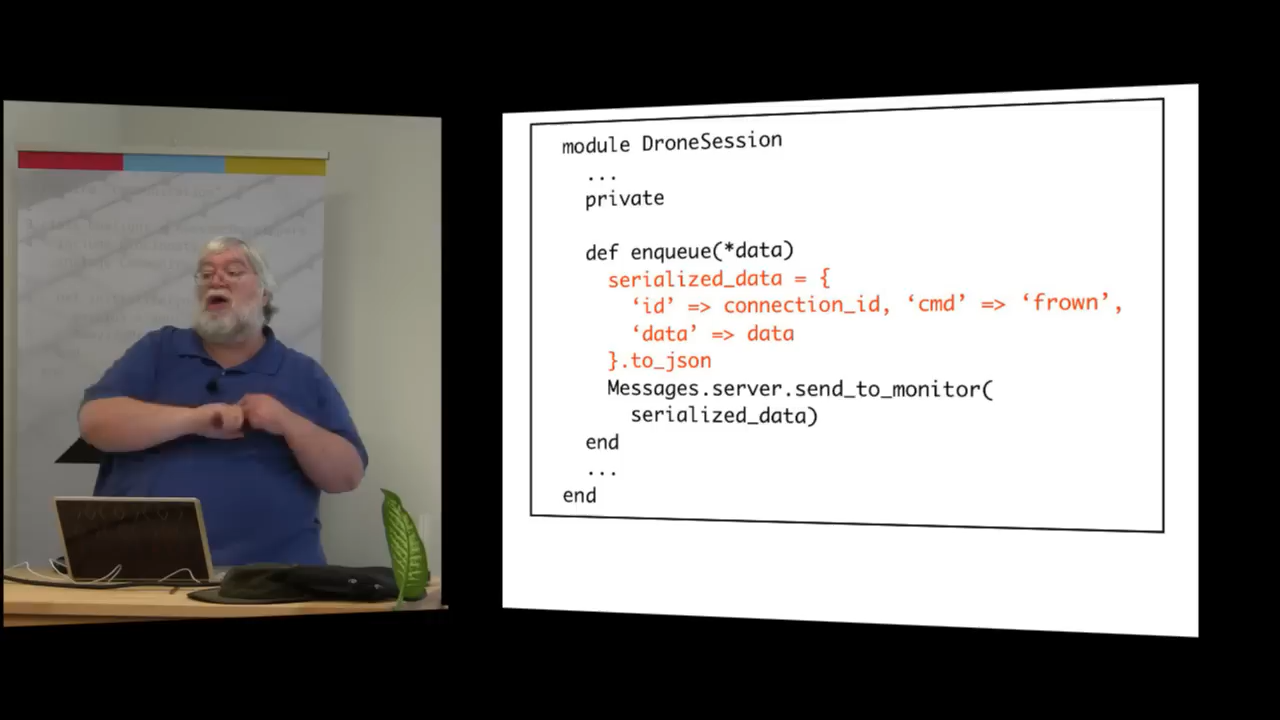 module DroneSession
...
private
def enqueue(*data)
serialized_data = {
‘id’ => connection_id, ‘cmd’ => ‘frown’,
‘data’ => data
}.to_json
Messages.server.send_to_monitor(
serialized_data)
end
...
end